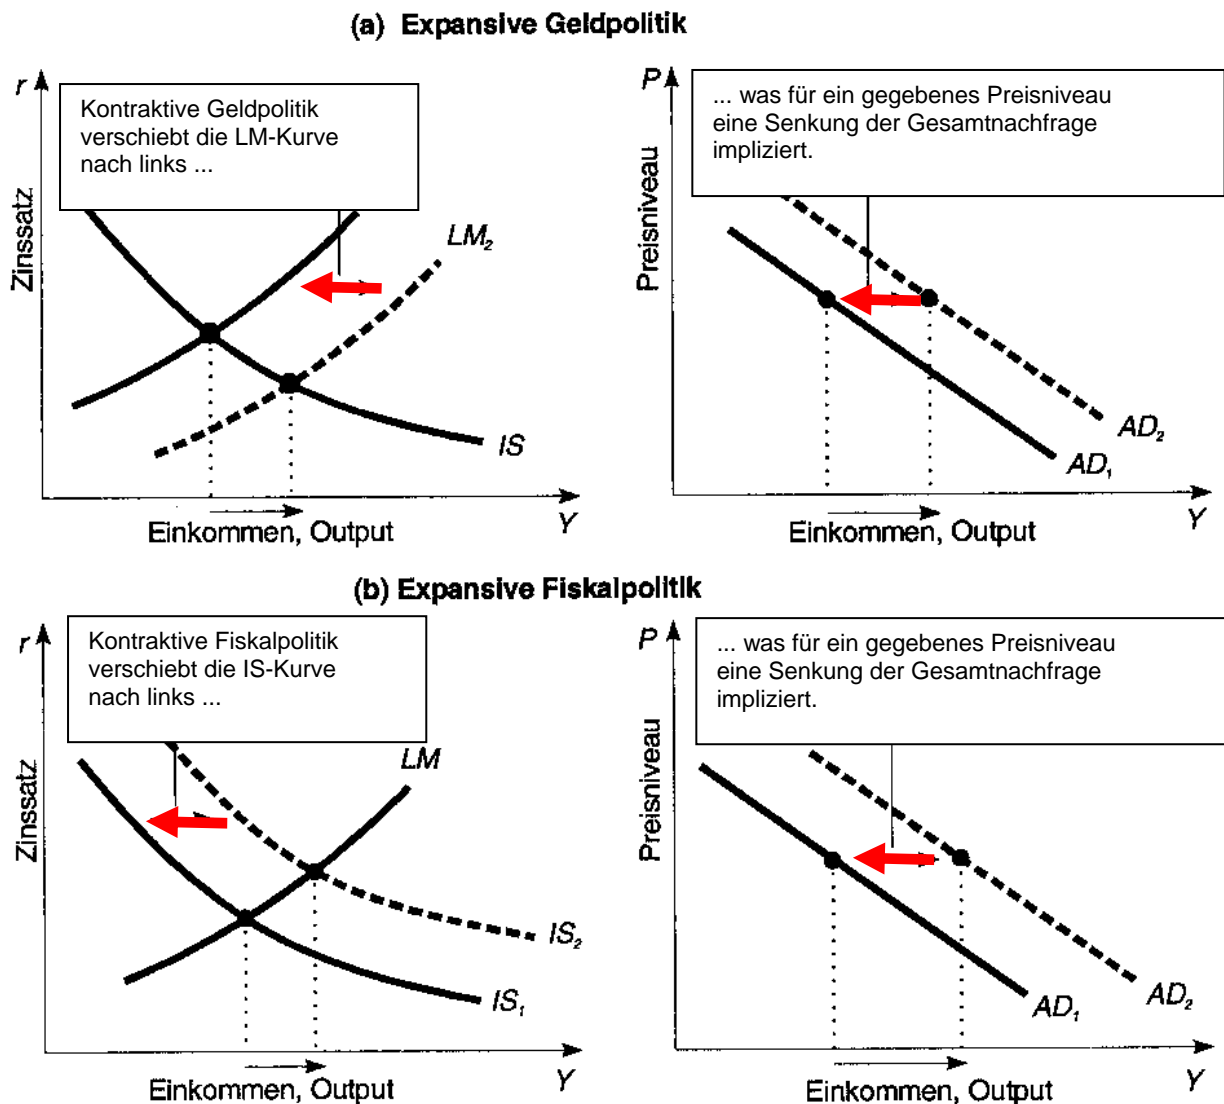 (a) Expansive Geldpolitik
r
Kontraktive Geldpolitik
verschiebt die LM-Kurve
nach links ...
Zinssatz
LM₂
IS
Y
Einkommen, Output
P
... was für ein gegebenes Preisniveau
eine Senkung der Gesamtnachfrage
impliziert.
Preisniveau
AD₂
AD₁
Y
Einkommen, Output
(b) Expansive Fiskalpolitik
r
Kontraktive Fiskalpolitik
verschiebt die IS-Kurve
nach links ...
Zinssatz
LM
IS₂
IS₁
Y
Einkommen, Output
P
... was für ein gegebenes Preisniveau
eine Senkung der Gesamtnachfrage
impliziert.
Preisniveau
AD₂
AD₁
Y
Einkommen, Output